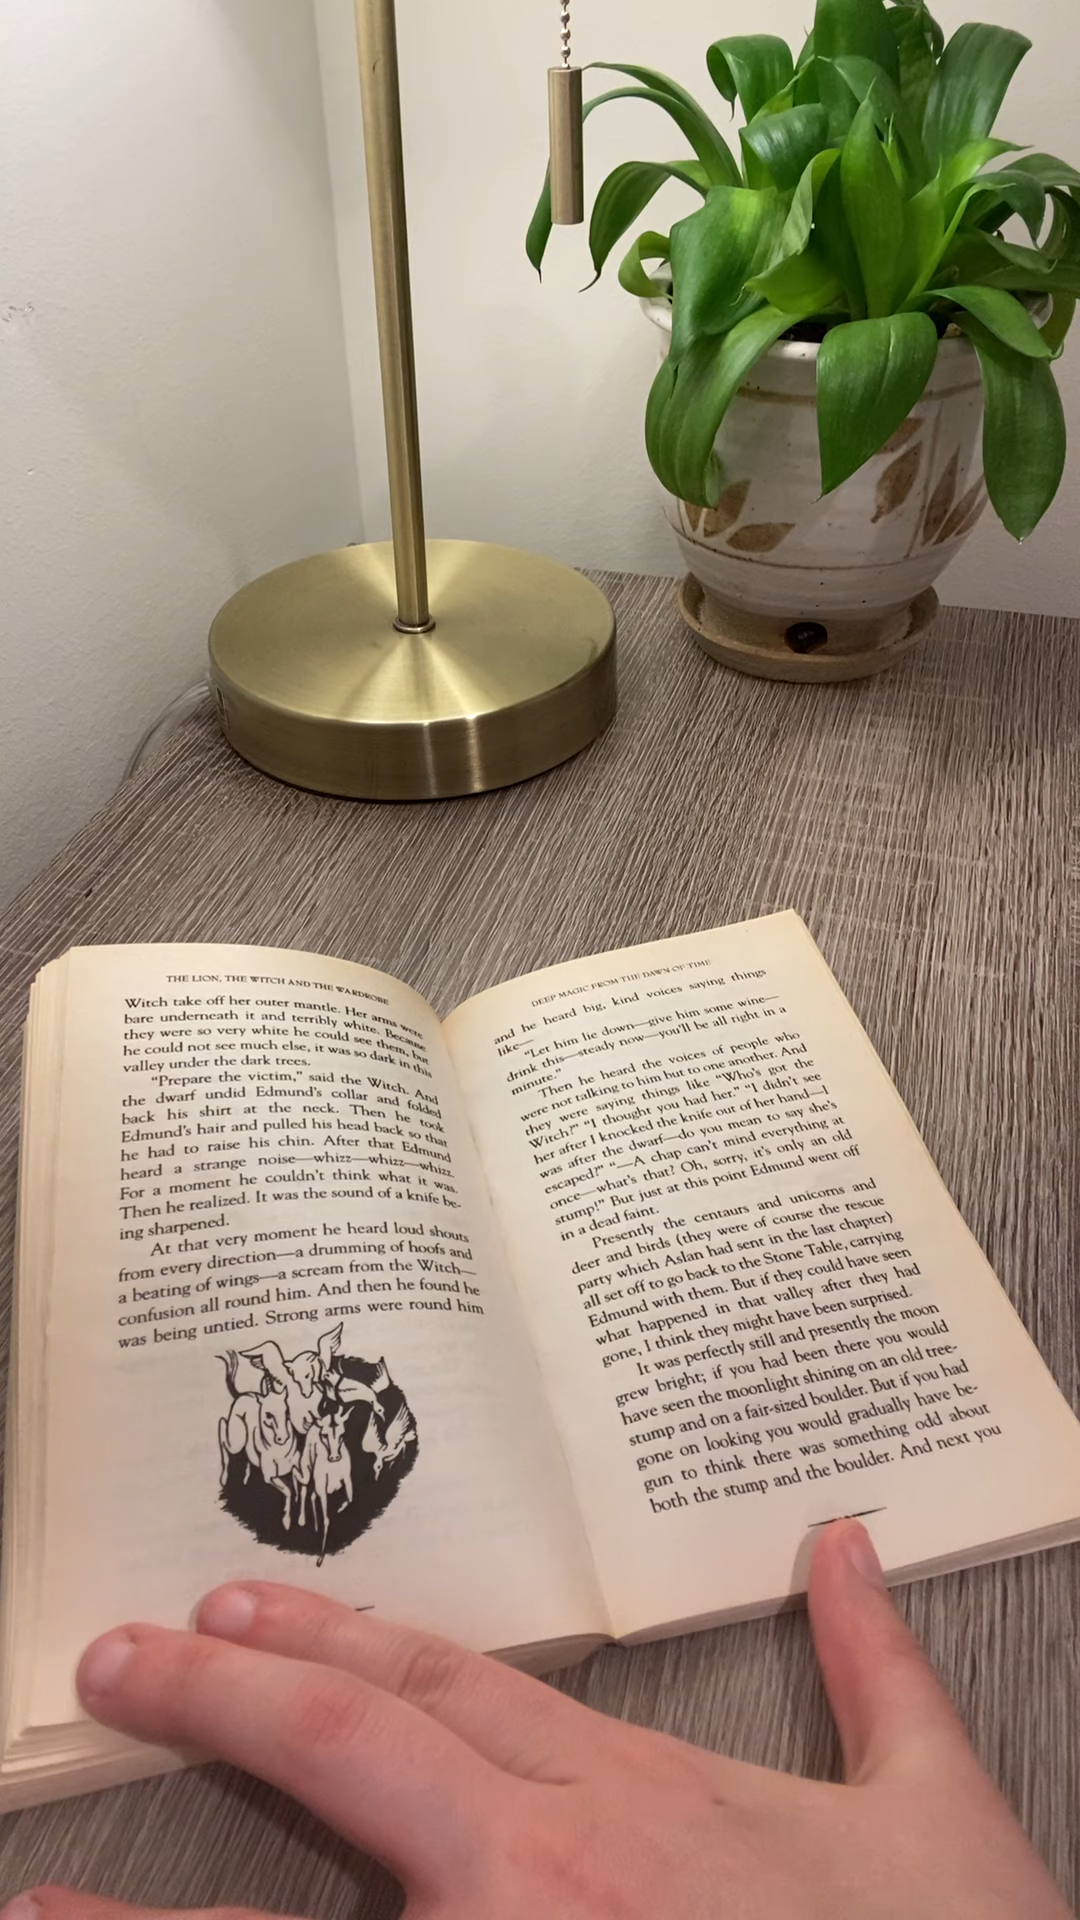 THE LION, THE WITCH AND THE WARDROBE
Witch take off her outer mantle. Her arms were
bare underneath it and terribly white. Because
they were so very white he could see them, but
he could not see much else, it was so dark in this
valley under the dark trees.
"Prepare the victim," said the Witch. And
the dwarf undid Edmund's collar and folded
back his shirt at the neck. Then he took
Edmund's hair and pulled his head back so that
he had to raise his chin. After that Edmund
heard a strange noise—whizz—whizz—whizz.
For a moment he couldn't think what it was.
Then he realized. It was the sound of a knife be-
ing sharpened.
At that very moment he heard loud shouts
from every direction—a drumming of hoofs and
a beating of wings—a scream from the Witch—
confusion all round him. And then he found he
was being untied. Strong arms were round him
DEEP MAGIC FROM THE DAWN OF TIME
and he heard big, kind voices saying things
like—
"Let him lie down—give him some wine—
drink this—steady now—you'll be all right in a
minute."
Then he heard the voices of people who
were not talking to him but to one another. And
they were saying things like "Who's got the
Witch?" "I thought you had her." "I didn't see
her after I knocked the knife out of her hand—I
was after the dwarf—do you mean to say she's
escaped?" "—A chap can't mind everything at
once—what's that? Oh, sorry, it's only an old
stump!" But just at this point Edmund went off
in a dead faint.
Presently the centaurs and unicorns and
deer and birds (they were of course the rescue
party which Aslan had sent in the last chapter)
all set off to go back to the Stone Table, carrying
Edmund with them. But if they could have seen
what happened in that valley after they had
gone, I think they might have been surprised.
It was perfectly still and presently the moon
grew bright; if you had been there you would
have seen the moonlight shining on an old tree-
stump and on a fair-sized boulder. But if you had
gone on looking you would gradually have be-
gun to think there was something odd about
both the stump and the boulder. And next you